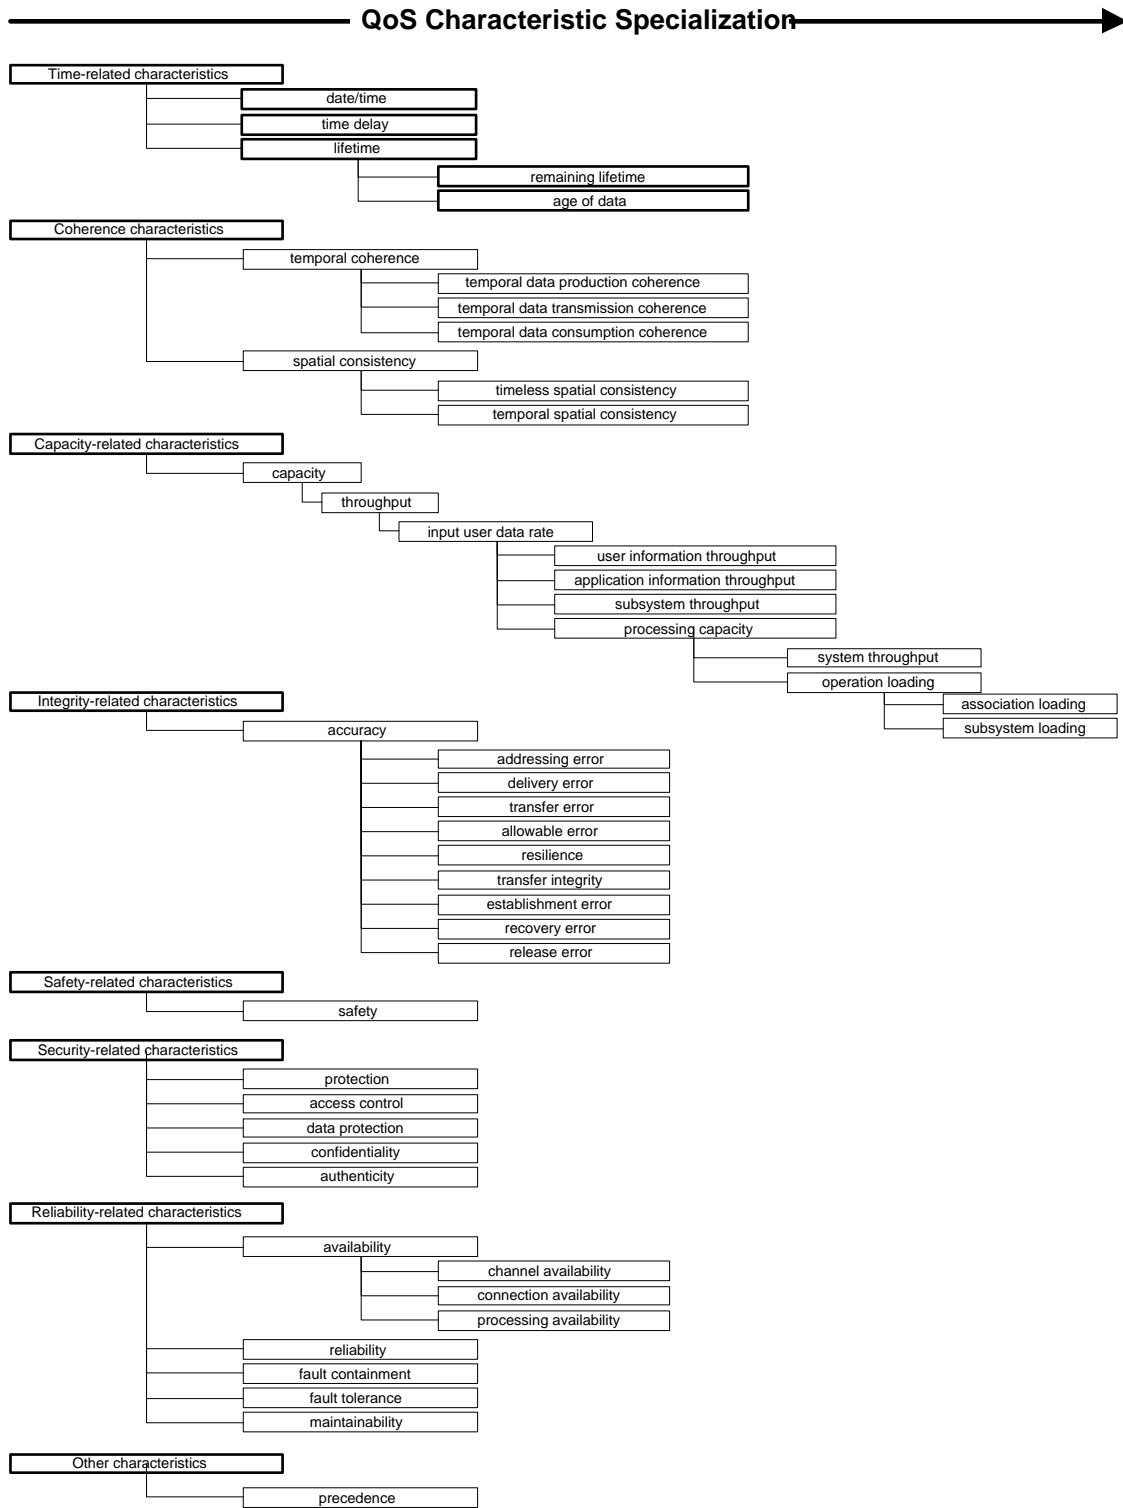 QoS Characteristic Specialization
Time-related characteristics
date/time
time delay
lifetime
remaining lifetime
age of data
Coherence characteristics
temporal coherence
temporal data production coherence
temporal data transmission coherence
temporal data consumption coherence
spatial consistency
timeless spatial consistency
temporal spatial consistency
Capacity-related characteristics
capacity
throughput
input user data rate
user information throughput
application information throughput
subsystem throughput
processing capacity
system throughput
operation loading
association loading
subsystem loading
Integrity-related characteristics
accuracy
addressing error
delivery error
transfer error
allowable error
resilience
transfer integrity
establishment error
recovery error
release error
Safety-related characteristics
safety
Security-related characteristics
protection
access control
data protection
confidentiality
authenticity
Reliability-related characteristics
availability
channel availability
connection availability
processing availability
reliability
fault containment
fault tolerance
maintainability
Other characteristics
precedence